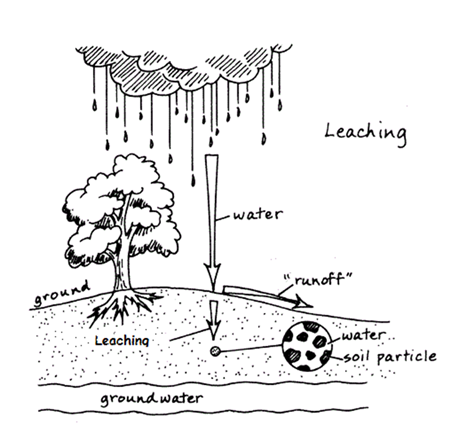 Leaching
water
"runoff"
ground
Leaching
water
soil particle
groundwater